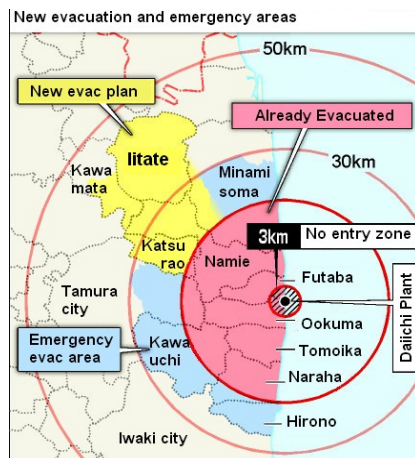 New evacuation and emergency areas
50km
New evac plan
Already Evacuated
Iitate
30km
Kawa
mata
Minami
soma
3km
No entry zone
Katsu
rao
Namie
Futaba
Tamura
city
Daiichi Plant
Ookuma
Emergency
evac area
Kawa
uchi
Tomoika
Naraha
Hirono
Iwaki city